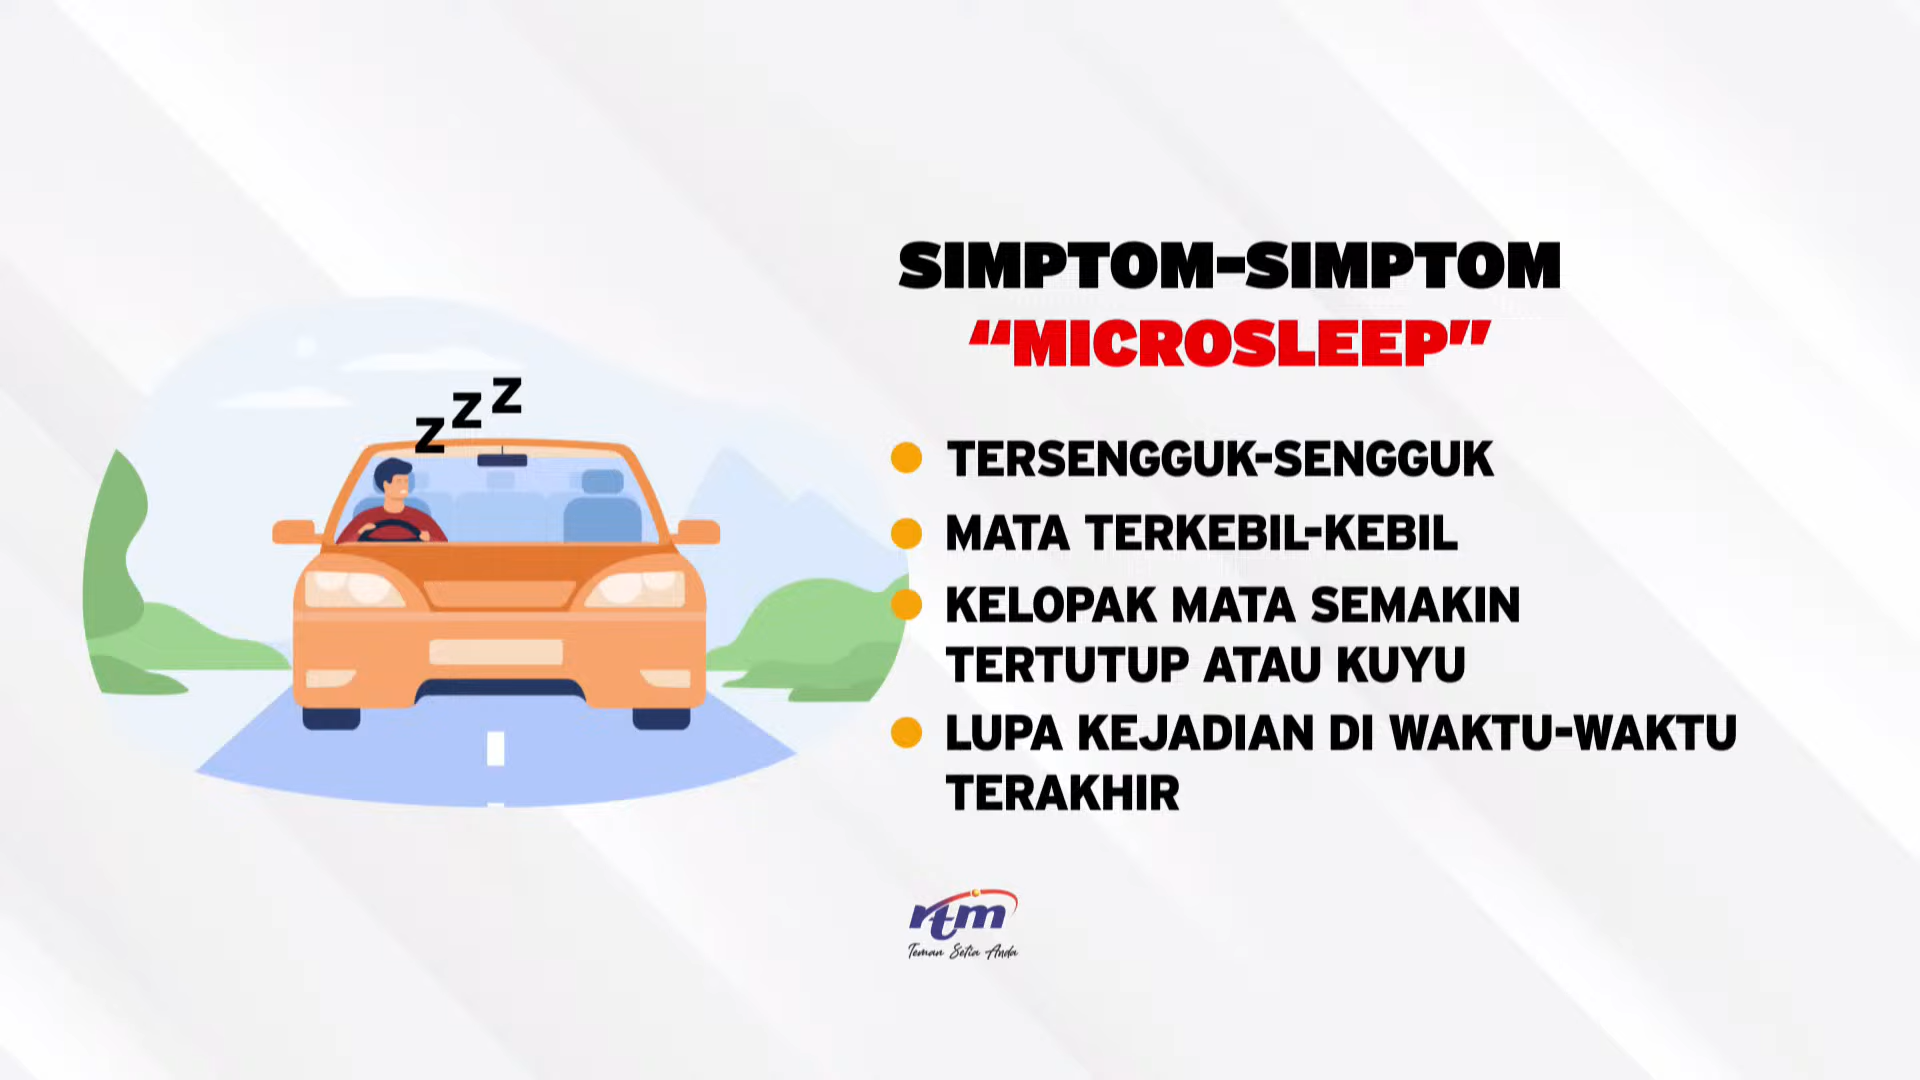 SIMPTOM-SIMPTOM
“MICROSLEEP”
z z z
TERSENGGUK-SENGGUK
MATA TERKEBIL-KEBIL
KELOPAK MATA SEMAKIN
TERTUTUP ATAU KUYU
LUPA KEJADIAN DI WAKTU-WAKTU
TERAKHIR
rtm
Teman Setia Anda